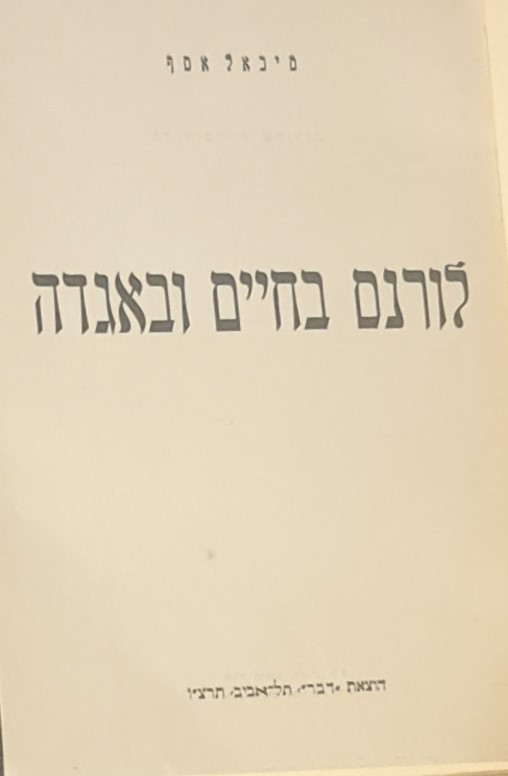 מיכאל אסף
לורנס בחיים ובאגדה
הוצאת „דבר”, תל־אביב, תרצ״ו